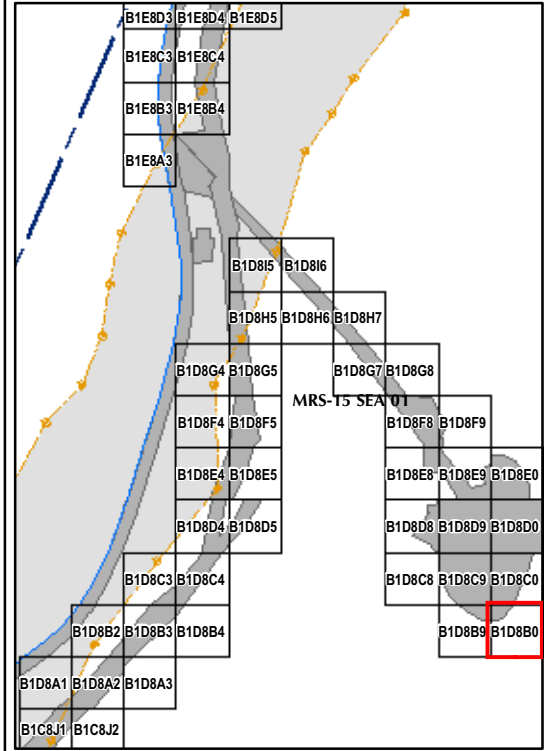 B1E8D3 B1E8D4 B1E8D5
B1E8C3 B1E8C4
B1E8B3 B1E8B4
B1E8A3
B1D8I5 B1D8I6
B1D8H5 B1D8H6 B1D8H7
B1D8G4 B1D8G5 B1D8G7 B1D8G8
MRS-15 SEA 01
B1D8F4 B1D8F5 B1D8F8 B1D8F9
B1D8E4 B1D8E5 B1D8E8 B1D8E9 B1D8E0
B1D8D4 B1D8D5 B1D8D8 B1D8D9 B1D8D0
B1D8C3 B1D8C4 B1D8C8 B1D8C9 B1D8C0
B1D8B2 B1D8B3 B1D8B4 B1D8B9 B1D8B0
B1D8A1 B1D8A2 B1D8A3
B1C8J1 B1C8J2